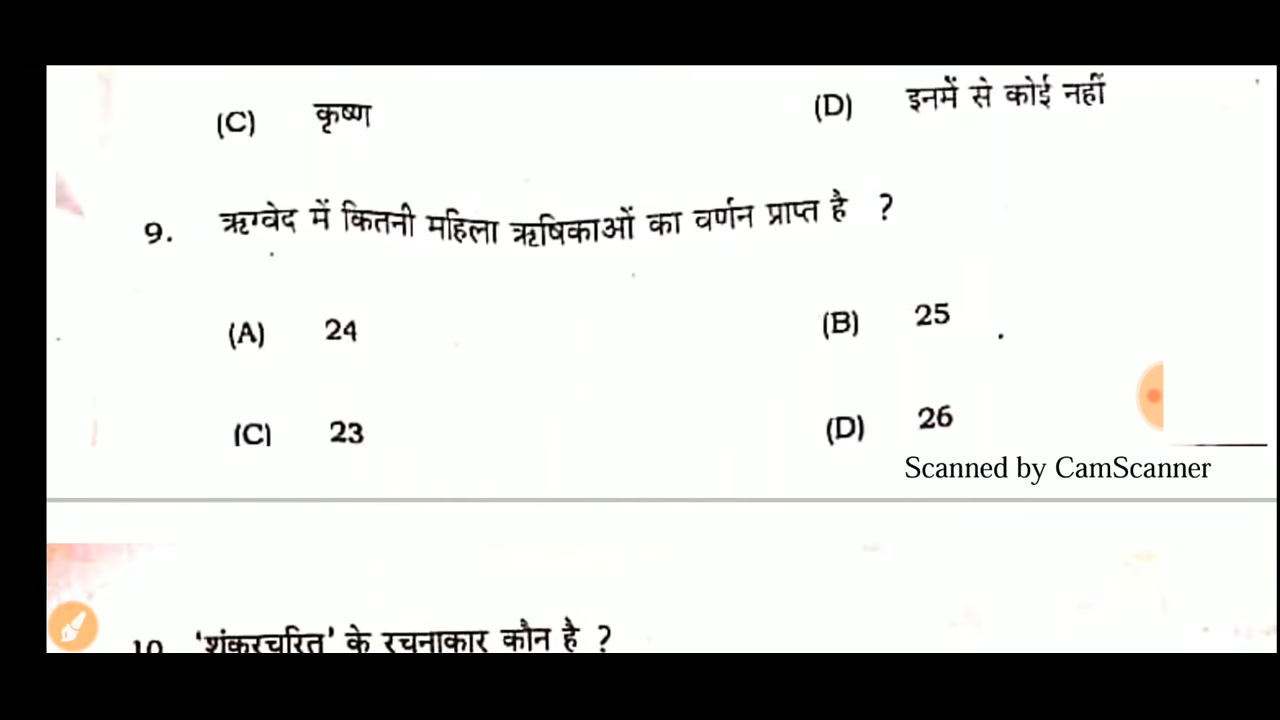 (C) कृष्ण (D) इनमें से कोई नहीं
9. ऋग्वेद में कितनी महिला ऋषिकाओं का वर्णन प्राप्त है ?
(A) 24 (B) 25
(C) 23 (D) 26
Scanned by CamScanner
10. 'शंकरचरित' के रचनाकार कौन है ?